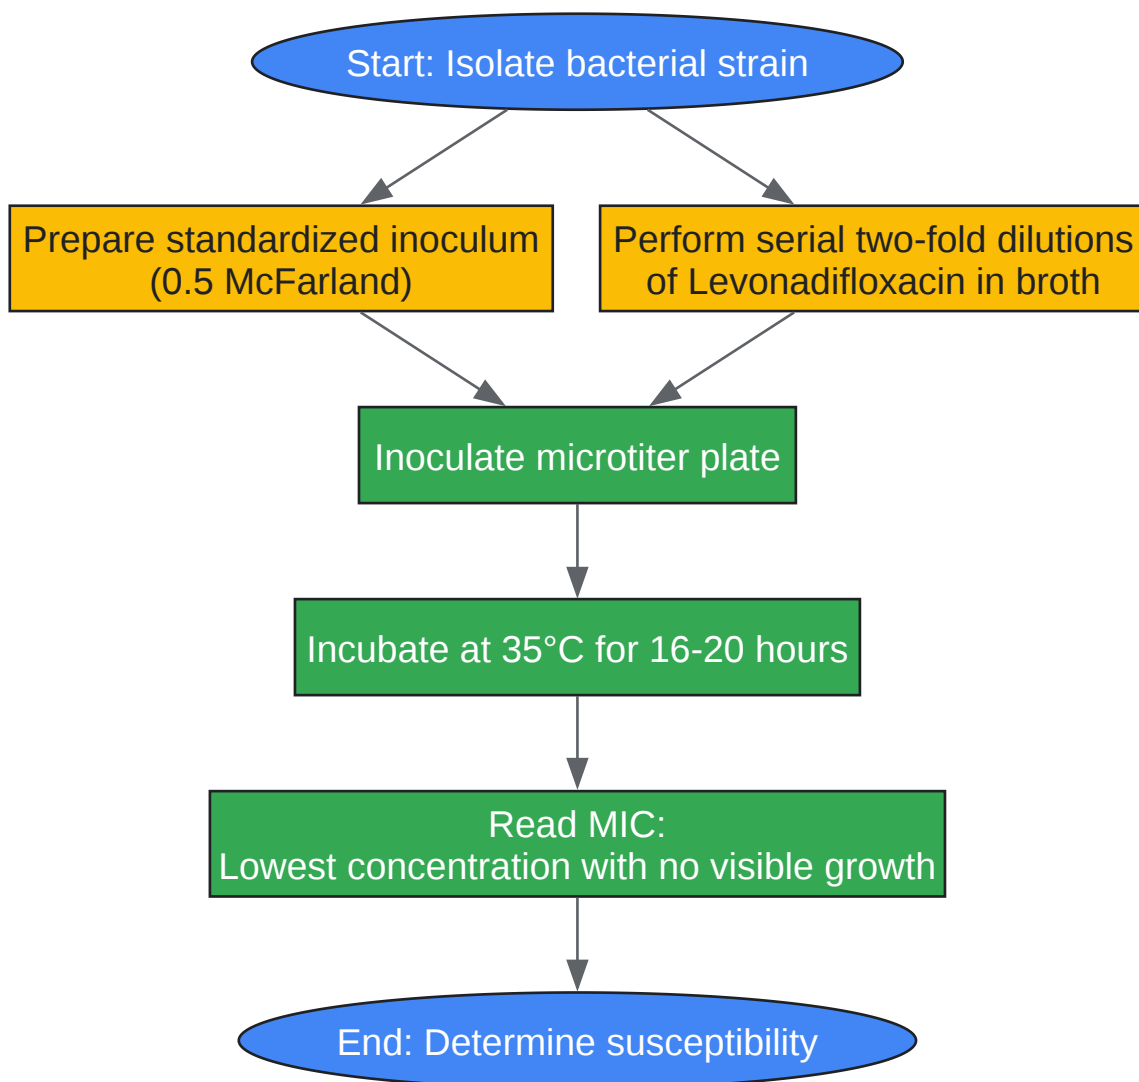 Start: Isolate bacterial strain
Prepare standardized inoculum
(0.5 McFarland)
Perform serial two-fold dilutions
of Levonadifloxacin in broth
Inoculate microtiter plate
Incubate at 35°C for 16-20 hours
Read MIC:
Lowest concentration with no visible growth
End: Determine susceptibility